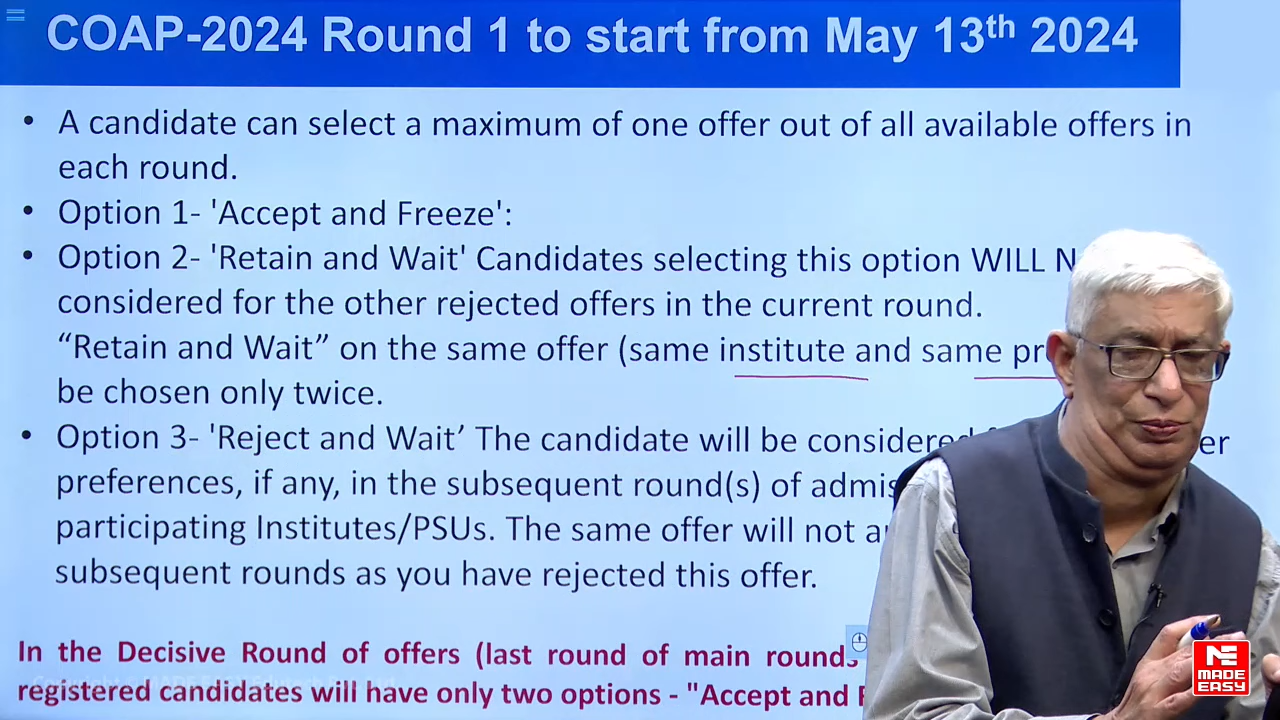 COAP-2024 Round 1 to start from May 13th 2024
• A candidate can select a maximum of one offer out of all available offers in
each round.
• Option 1- 'Accept and Freeze':
• Option 2- 'Retain and Wait' Candidates selecting this option WILL
considered for the other rejected offers in the current round.
“Retain and Wait” on the same offer (same institute and same
be chosen only twice.
• Option 3- 'Reject and Wait’ The candidate will be considered
preferences, if any, in the subsequent round(s) of
participating Institutes/PSUs. The same offer will not
subsequent rounds as you have rejected this offer.
In the Decisive Round of offers (last round of main rounds
registered candidates will have only two options - "Accept and
MADE
EASY